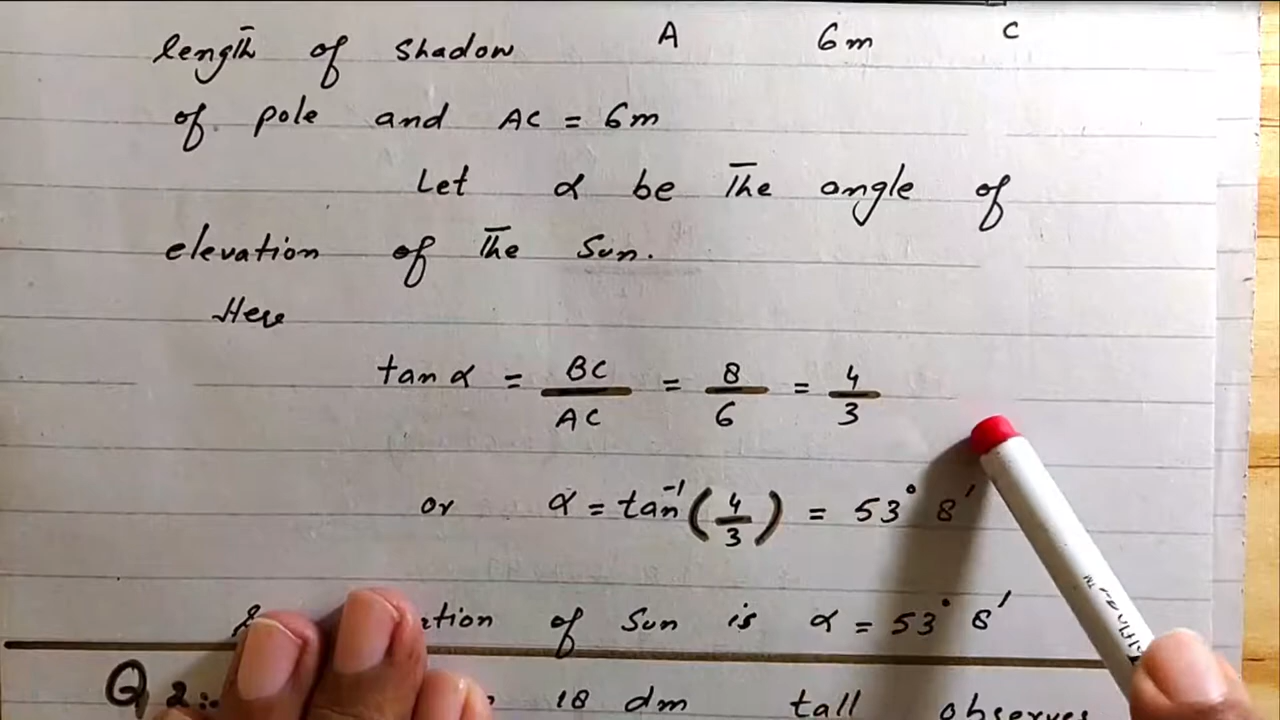 A 6m C
length of shadow
of pole and AC = 6m
Let α be the angle of
elevation of the Sun.
Here
tan α = BC/AC = 8/6 = 4/3
or α = tan⁻¹(4/3) = 53° 8'
of Sun is α = 53° 8'
Q 2:- 18 dm tall